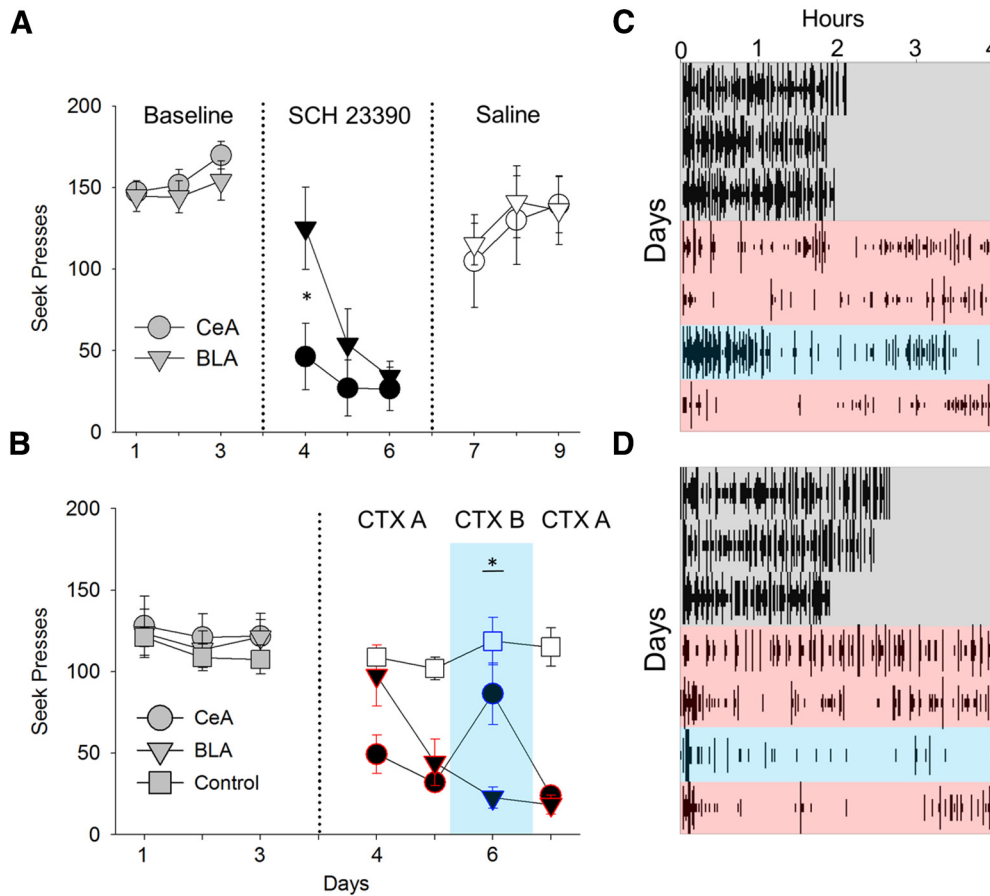 A
Baseline
SCH 23390
Saline
200
150
100
50
0
Seek Presses
*
CeA
BLA
1
3
4
6
7
9
B
CTX A
CTX B
CTX A
200
150
100
50
0
Seek Presses
*
CeA
BLA
Control
1
3
4
6
Days
C
Hours
0
1
2
3
4
Days
D
Days